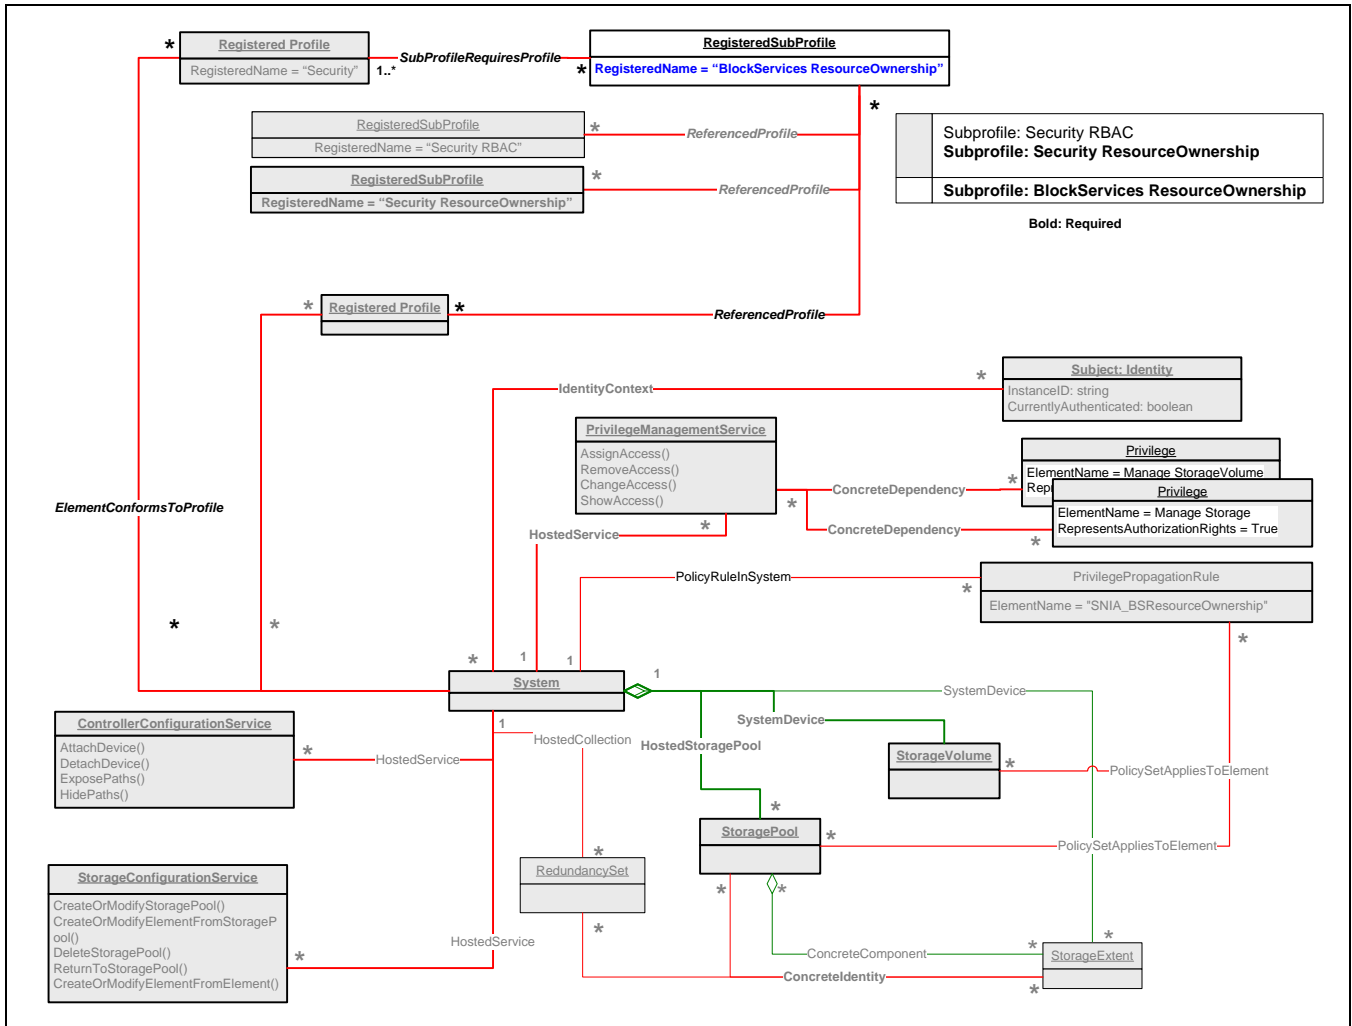 *
Registered Profile
RegisteredName = “Security”
1..*
SubProfileRequiresProfile
*
RegisteredSubProfile
RegisteredName = “BlockServices ResourceOwnership”
*
RegisteredSubProfile
RegisteredName = “Security RBAC”
*
ReferencedProfile
RegisteredSubProfile
RegisteredName = “Security ResourceOwnership”
*
ReferencedProfile
Subprofile: Security RBAC
Subprofile: Security ResourceOwnership
Subprofile: BlockServices ResourceOwnership
Bold: Required
*
Registered Profile
*
ReferencedProfile
IdentityContext
*
Subject: Identity
InstanceID: string
CurrentlyAuthenticated: boolean
PrivilegeManagementService
AssignAccess()
RemoveAccess()
ChangeAccess()
ShowAccess()
*
*
ConcreteDependency
*
ConcreteDependency
*
Privilege
ElementName = Manage StorageVolume
Privilege
ElementName = Manage Storage
RepresentsAuthorizationRights = True
ElementConformsToProfile
HostedService
PolicyRuleInSystem
*
PrivilegePropagationRule
ElementName = "SNIA_BSResourceOwnership"
*
*
*
*
1
1
1
System
SystemDevice
SystemDevice
HostedStoragePool
ControllerConfigurationService
AttachDevice()
DetachDevice()
ExposePaths()
HidePaths()
*
HostedService
1
HostedCollection
StorageVolume
*
PolicySetAppliesToElement
*
StoragePool
*
PolicySetAppliesToElement
*
RedundancySet
*
*
*
StorageConfigurationService
CreateOrModifyStoragePool()
CreateOrModifyElementFromStorageP
ool()
DeleteStoragePool()
ReturnToStoragePool()
CreateOrModifyElementFromElement()
*
HostedService
ConcreteComponent
*
*
StorageExtent
ConcreteIdentity
*